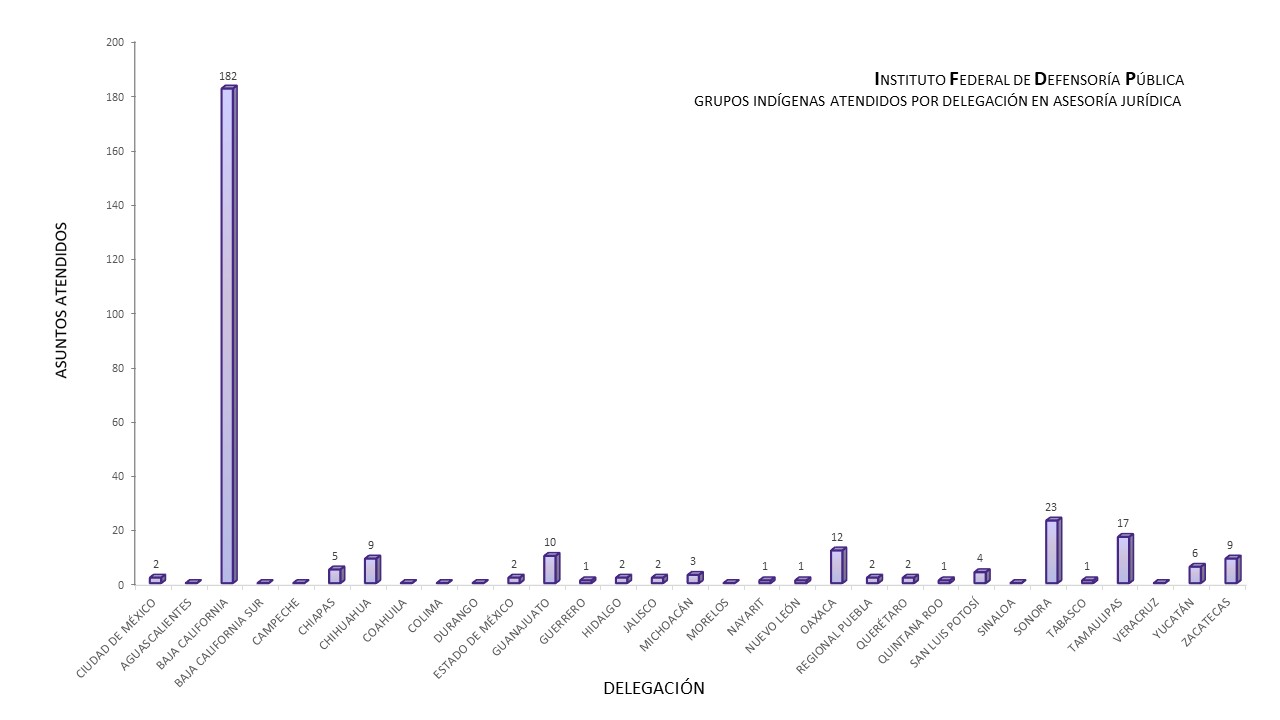 INSTITUTO FEDERAL DE DEFENSORÍA PÚBLICA
GRUPOS INDÍGENAS ATENDIDOS POR DELEGACIÓN EN ASESORÍA JURÍDICA
ASUNTOS ATENDIDOS
200
180
160
140
120
100
80
60
40
20
0
2
182
5
9
2
10
1
2
2
3
1
1
12
2
2
1
4
23
1
17
6
9
CIUDAD DE MÉXICO
AGUASCALIENTES
BAJA CALIFORNIA
BAJA CALIFORNIA SUR
CAMPECHE
CHIAPAS
CHIHUAHUA
COAHUILA
COLIMA
DURANGO
ESTADO DE MÉXICO
GUANAJUATO
GUERRERO
HIDALGO
JALISCO
MICHOACÁN
MORELOS
NAYARIT
NUEVO LEÓN
OAXACA
REGIONAL PUEBLA
QUERÉTARO
QUINTANA ROO
SAN LUIS POTOSÍ
SINALOA
SONORA
TABASCO
TAMAULIPAS
VERACRUZ
YUCATÁN
ZACATECAS
DELEGACIÓN